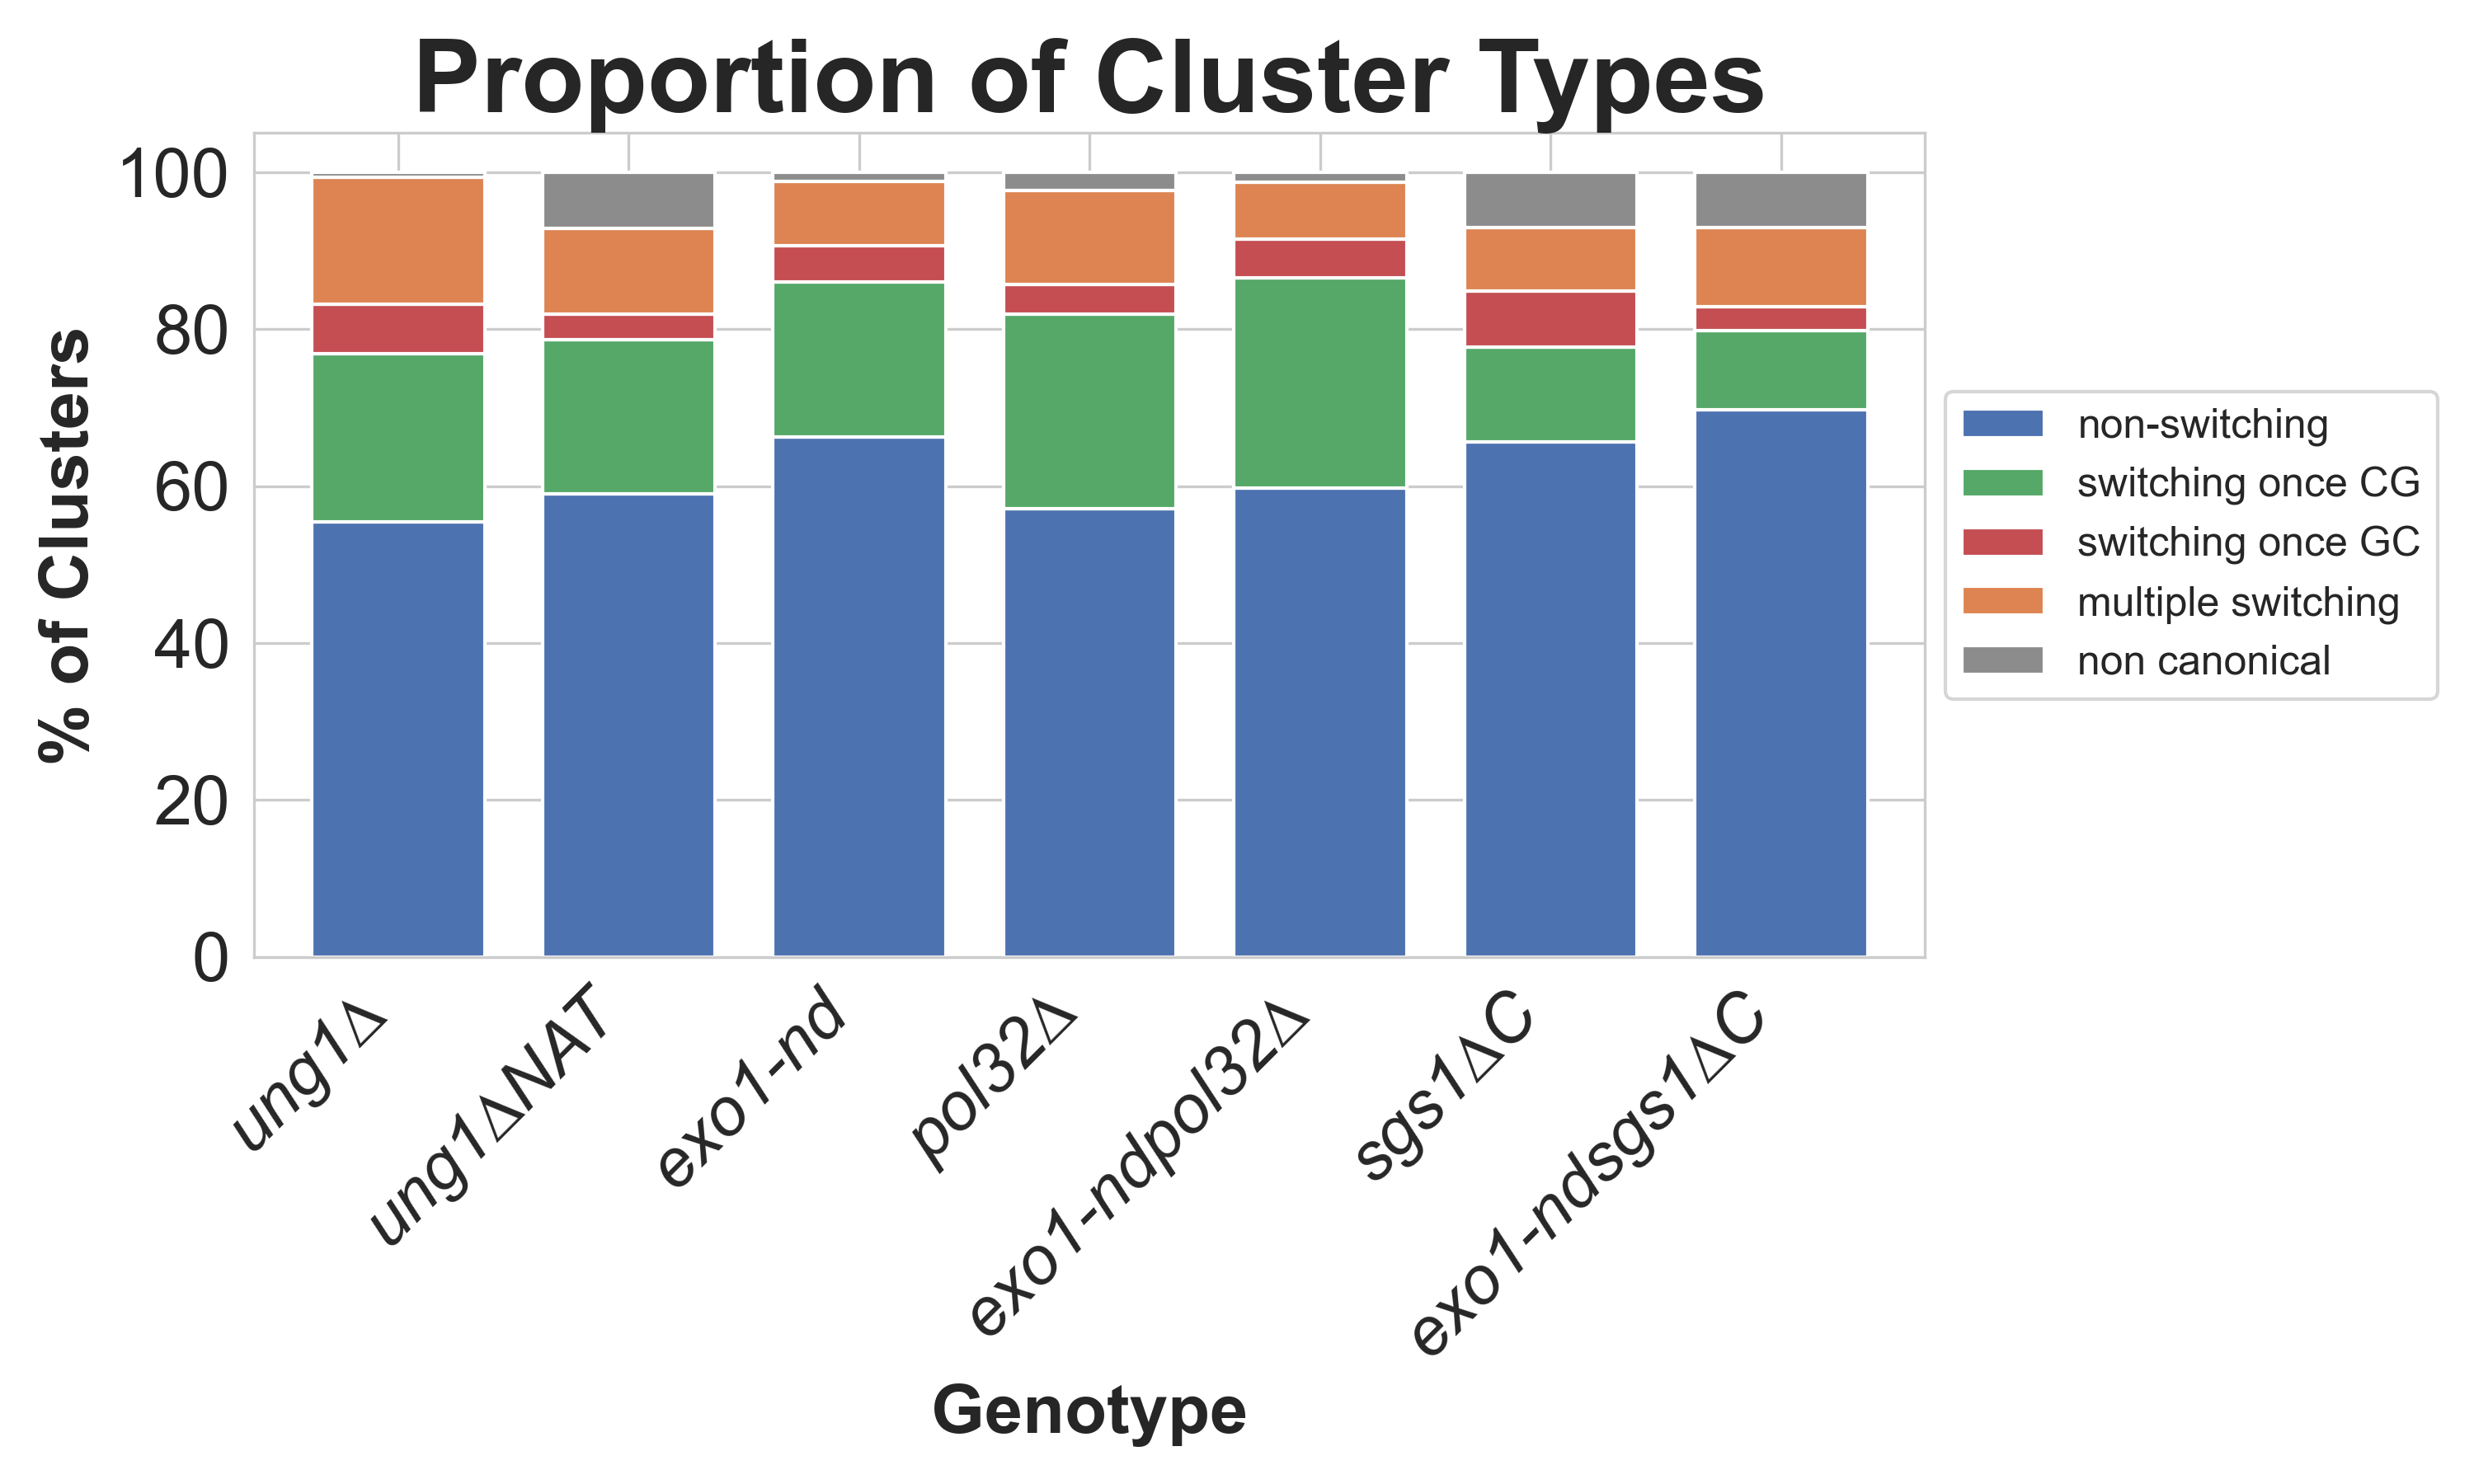 Proportion of Cluster Types
% of Clusters
100
80
60
40
20
0
ung1Δ
ung1ΔNAT
exo1-nd
pol32Δ
exo1-ndpol32Δ
sgs1ΔC
exo1-ndsgs1ΔC
Genotype
non-switching
switching once CG
switching once GC
multiple switching
non canonical